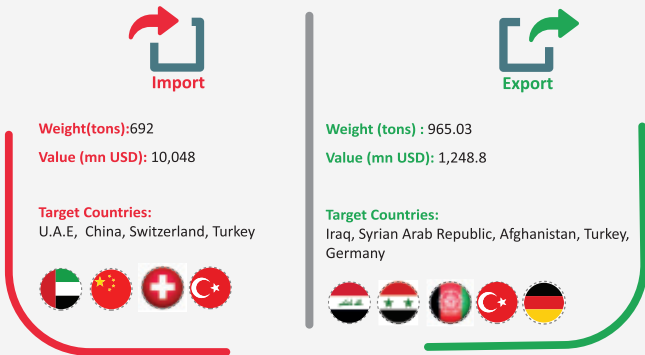 Import
Weight(tons):692
Value (mn USD): 10,048
Target Countries:
U.A.E, China, Switzerland, Turkey
Export
Weight (tons) : 965.03
Value (mn USD): 1,248.8
Target Countries:
Iraq, Syrian Arab Republic, Afghanistan, Turkey,
Germany